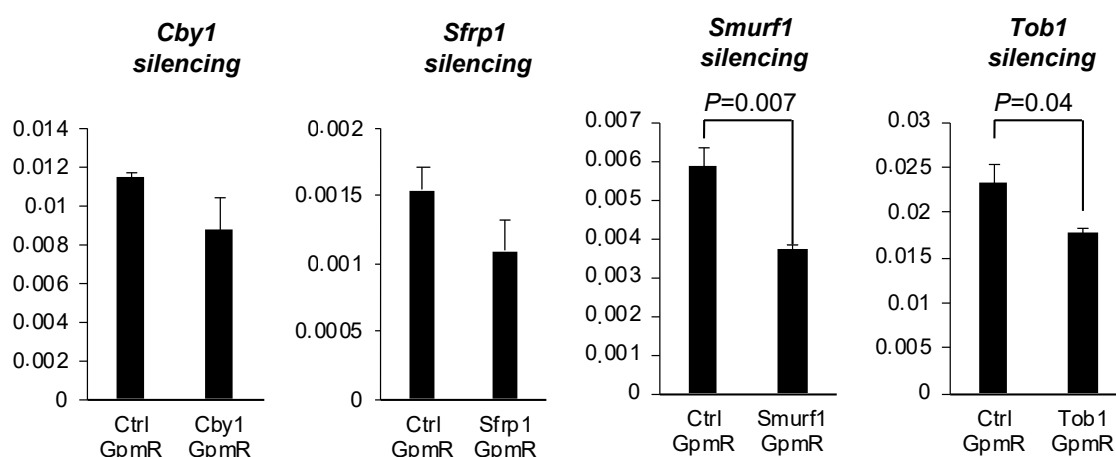 Cby1
silencing
0.014
0.012
0.01
0.008
0.006
0.004
0.002
0
Ctrl
GpmR
Cby1
GpmR
Sfrp1
silencing
0.002
0.0015
0.001
0.0005
0
Ctrl
GpmR
Sfrp1
GpmR
Smurf1
silencing
P=0.007
0.007
0.006
0.005
0.004
0.003
0.002
0.001
0
Ctrl
GpmR
Smurf1
GpmR
Tob1
silencing
P=0.04
0.03
0.025
0.02
0.015
0.01
0.005
0
Ctrl
GpmR
Tob1
GpmR